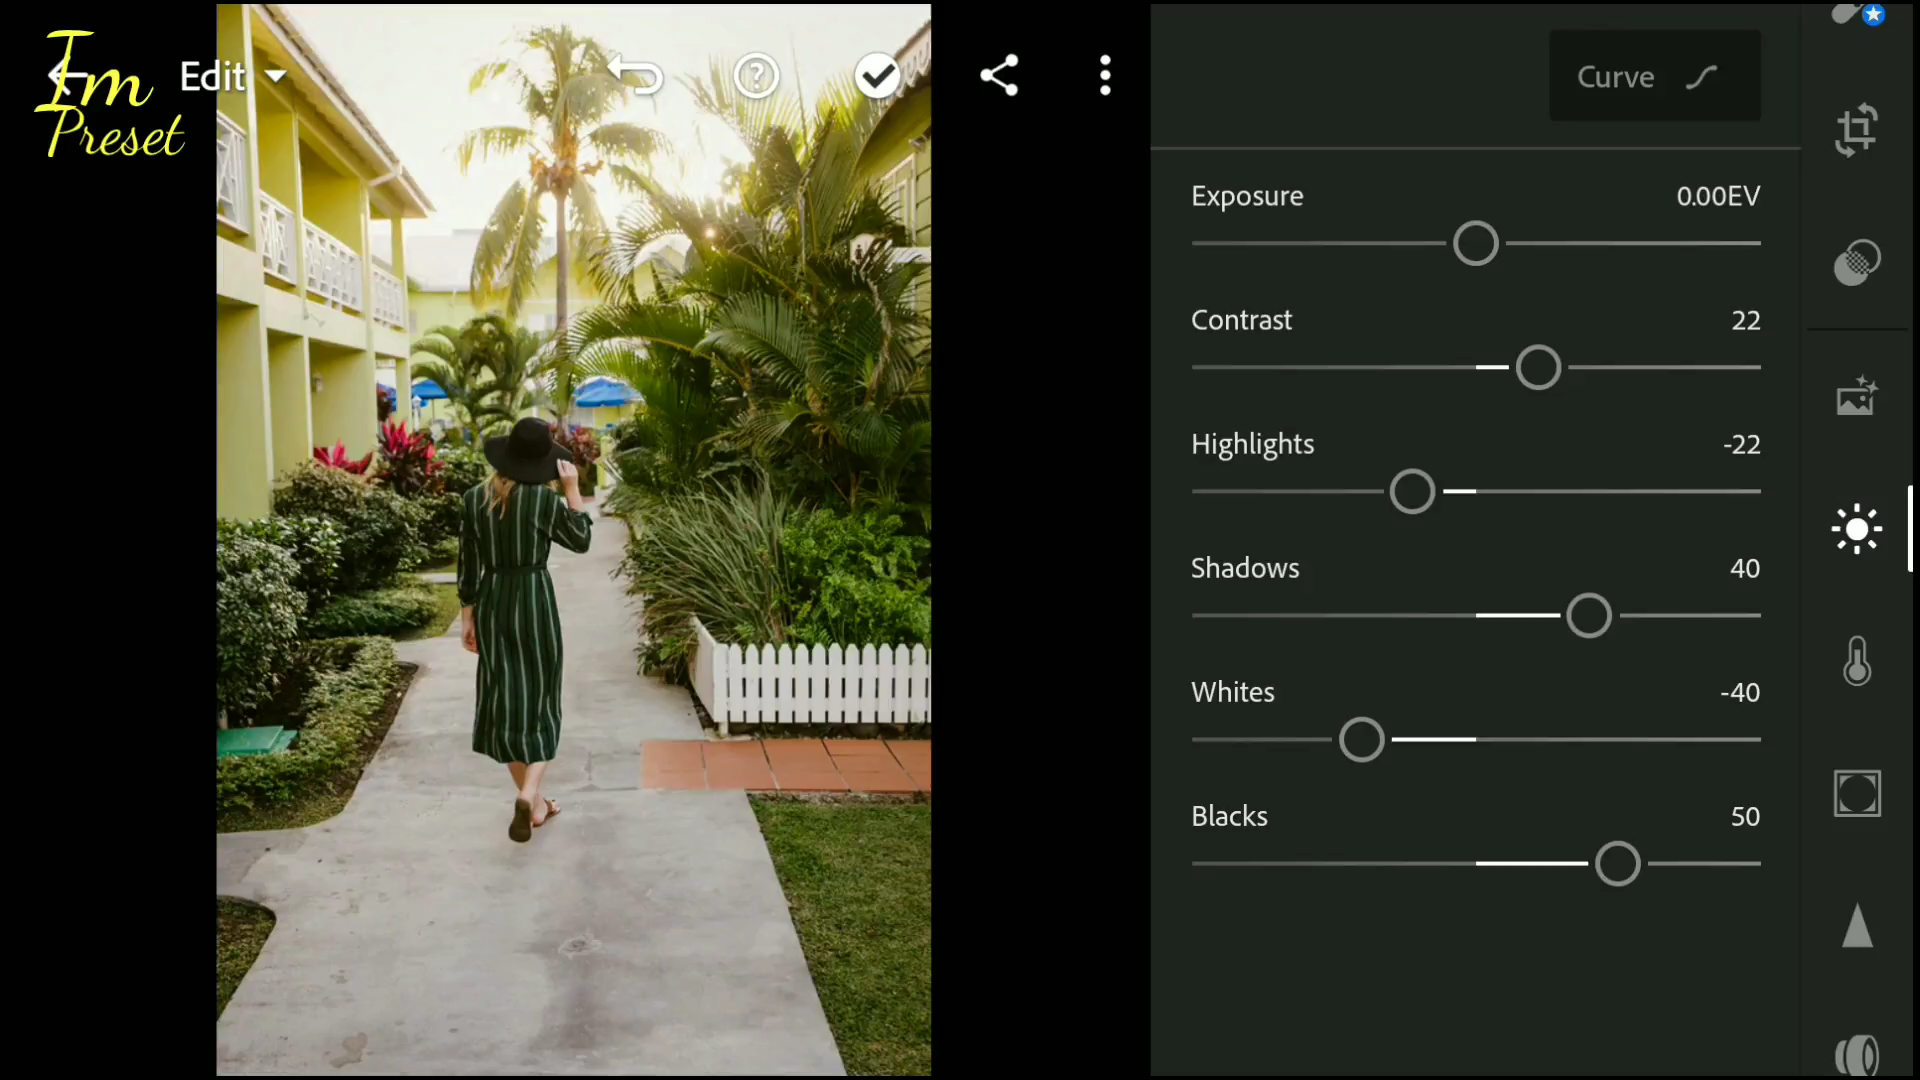 Im
Preset
Edit
Curve
Exposure 0.00EV
Contrast 22
Highlights -22
Shadows 40
Whites -40
Blacks 50